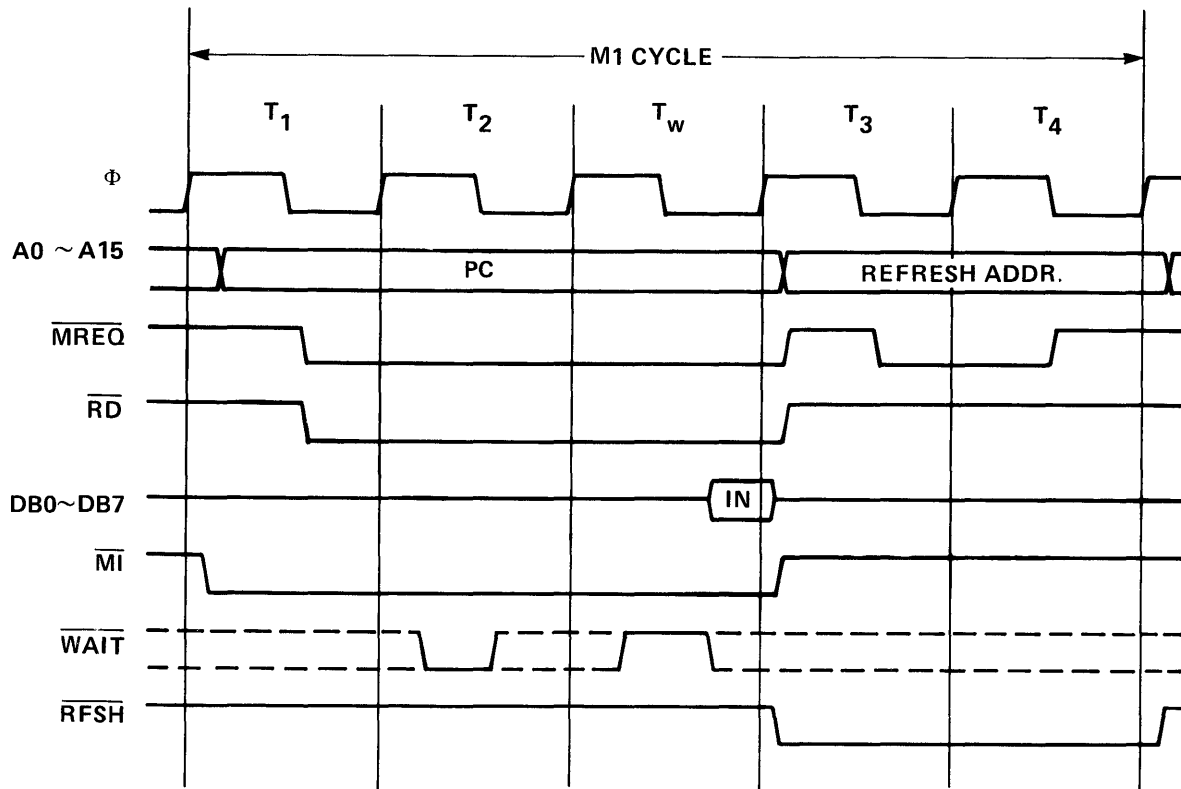 M1 CYCLE
T1 T2 Tw T3 T4
Φ
A0 ~ A15 PC REFRESH ADDR.
MREQ
RD
DB0~DB7 IN
MI
WAIT
RFSH